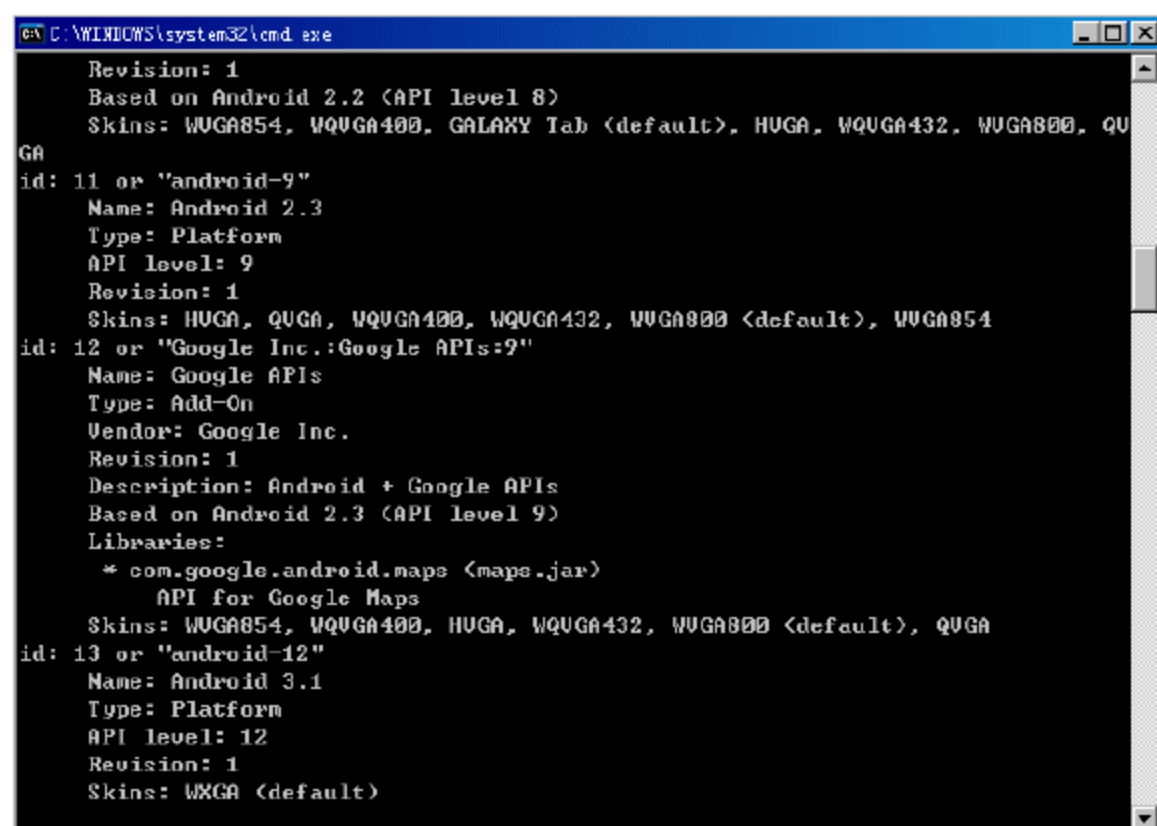 C:\WINDOWS\system32\cmd.exe
Revision: 1
Based on Android 2.2 (API level 8)
Skins: WVGA854, WQVGA400, GALAXY Tab (default), HVGA, WQVGA432, WVGA800, QV
GA
id: 11 or "android-9"
Name: Android 2.3
Type: Platform
API level: 9
Revision: 1
Skins: HVGA, QVGA, WQVGA400, WQVGA432, WVGA800 (default), WVGA854
id: 12 or "Google Inc.:Google APIs:9"
Name: Google APIs
Type: Add-On
Vendor: Google Inc.
Revision: 1
Description: Android + Google APIs
Based on Android 2.3 (API level 9)
Libraries:
* com.google.android.maps (maps.jar)
API for Google Maps
Skins: WVGA854, WQVGA400, HVGA, WQVGA432, WVGA800 (default), QVGA
id: 13 or "android-12"
Name: Android 3.1
Type: Platform
API level: 12
Revision: 1
Skins: WXGA (default)